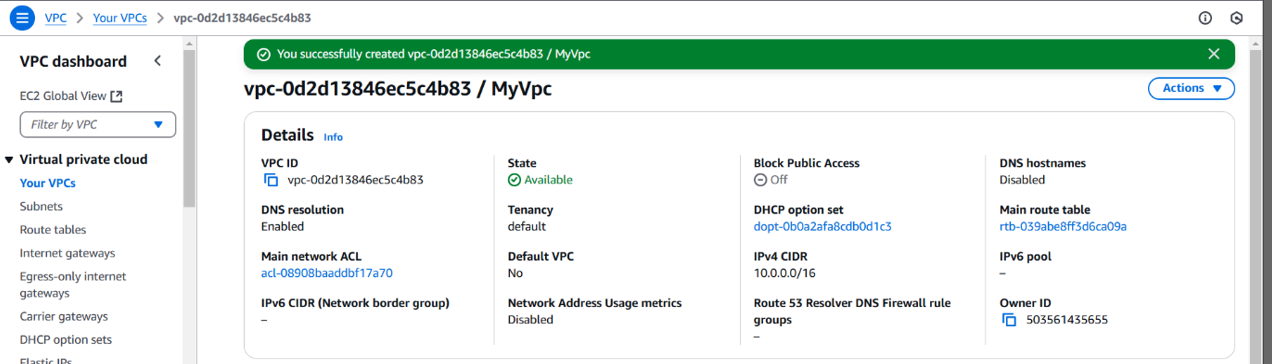 VPC > Your VPCs > vpc-0d2d13846ec5c4b83
VPC dashboard
EC2 Global View
Filter by VPC
Virtual private cloud
Your VPCs
Subnets
Route tables
Internet gateways
Egress-only internet
gateways
Carrier gateways
DHCP option sets
Elastic IPs
You successfully created vpc-0d2d13846ec5c4b83 / MyVpc
vpc-0d2d13846ec5c4b83 / MyVpc
Actions
Details Info
VPC ID
vpc-0d2d13846ec5c4b83
State
Available
Block Public Access
Off
DNS hostnames
Disabled
DNS resolution
Enabled
Tenancy
default
DHCP option set
dopt-0b0a2afa8cdb0d1c3
Main route table
rtb-039abe8ff3d6ca09a
Main network ACL
acl-08908baaddbf17a70
Default VPC
No
IPv4 CIDR
10.0.0.0/16
IPv6 pool
–
IPv6 CIDR (Network border group)
–
Network Address Usage metrics
Disabled
Route 53 Resolver DNS Firewall rule
groups
–
Owner ID
503561435655